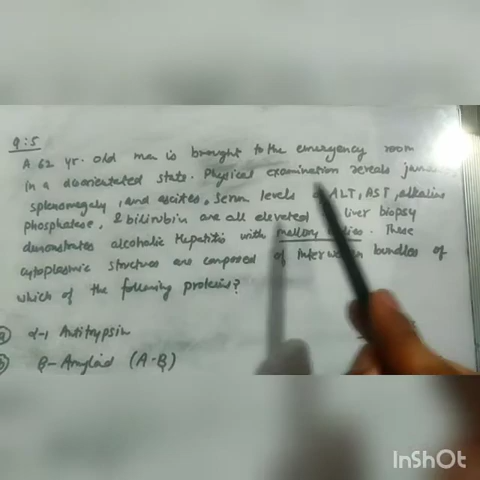 Q:5
A 62 yr. old man is brought to the emergency room
in a disorientated state. Physical examination reveals
splenomegaly, and ascites. Serum levels ALT, AST, alkaline
phosphatase, & bilirubin are all elevated liver biopsy
demonstrates alcoholic Hepatitis with Mallory bodies. These
cytoplasmic structures are composed of Interwoven bundles of
which of the following proteins?
a) α-1 Antitrypsin
b) β-Amyloid (A-β)
InShOt